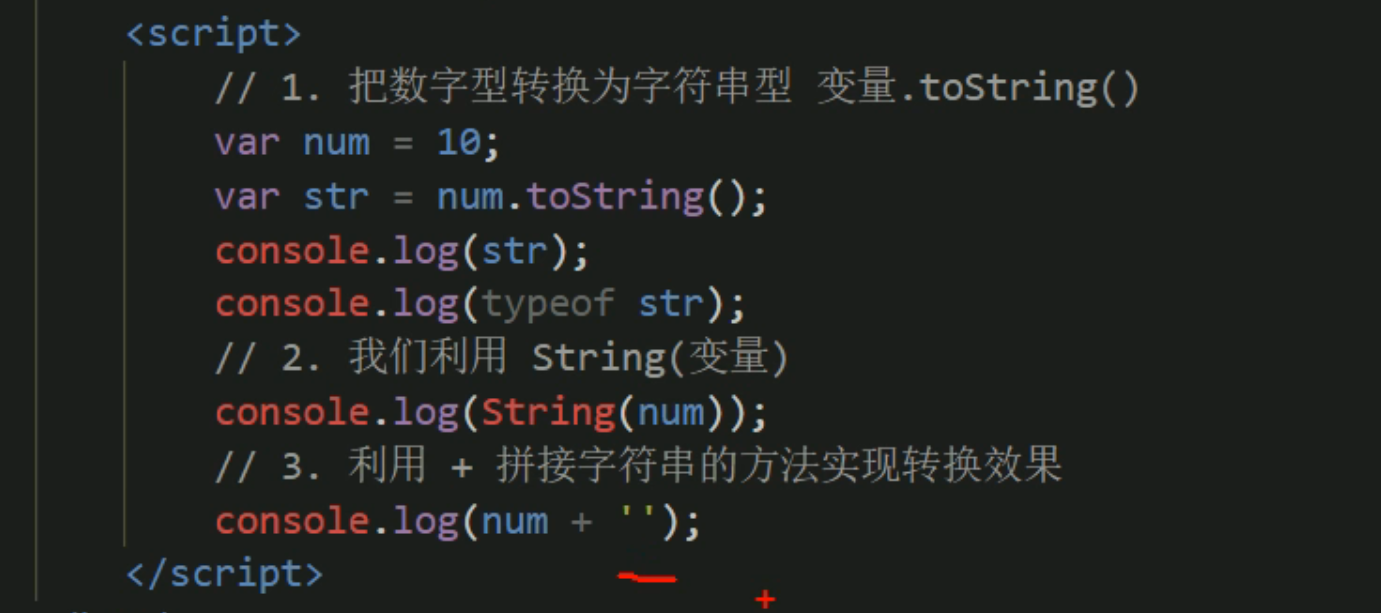 <script>
// 1. 把数字型转换为字符串型 变量.toString()
var num = 10;
var str = num.toString();
console.log(str);
console.log(typeof str);
// 2. 我们利用 String(变量)
console.log(String(num));
// 3. 利用 + 拼接字符串的方法实现转换效果
console.log(num + '');
</script>